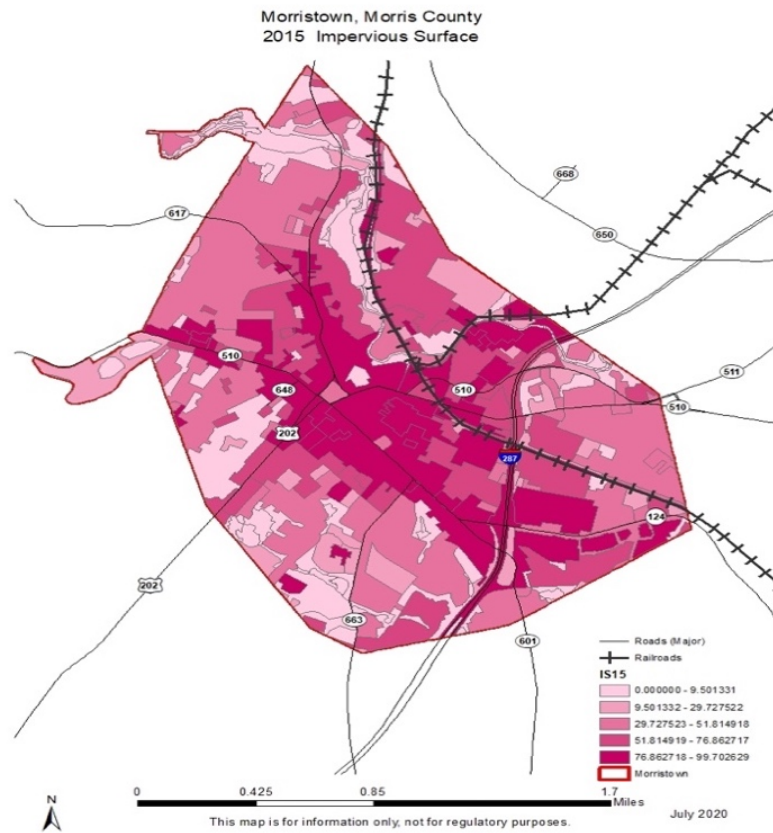 Morristown, Morris County
2015 Impervious Surface
668
617
650
510
511
648
510
510
202
287
124
202
663
601
Roads (Major)
Railroads
IS15
0.000000 - 9.501331
9.501332 - 29.727522
29.727523 - 51.814918
51.814919 - 76.862717
76.862718 - 99.702629
Morristown
N
0 0.425 0.85 1.7
Miles
July 2020
This map is for information only, not for regulatory purposes.